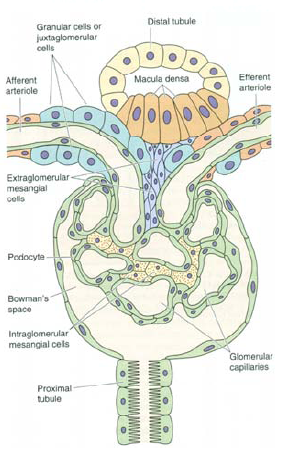 Granular cells or
juxtaglomerular
cells
Distal tubule
Afferent
arteriole
Macula densa
Efferent
arteriole
Extraglomerular
mesangial
cells
Podocyte
Bowman's
space
Intraglomerular
mesangial cells
Glomerular
capillaries
Proximal
tubule